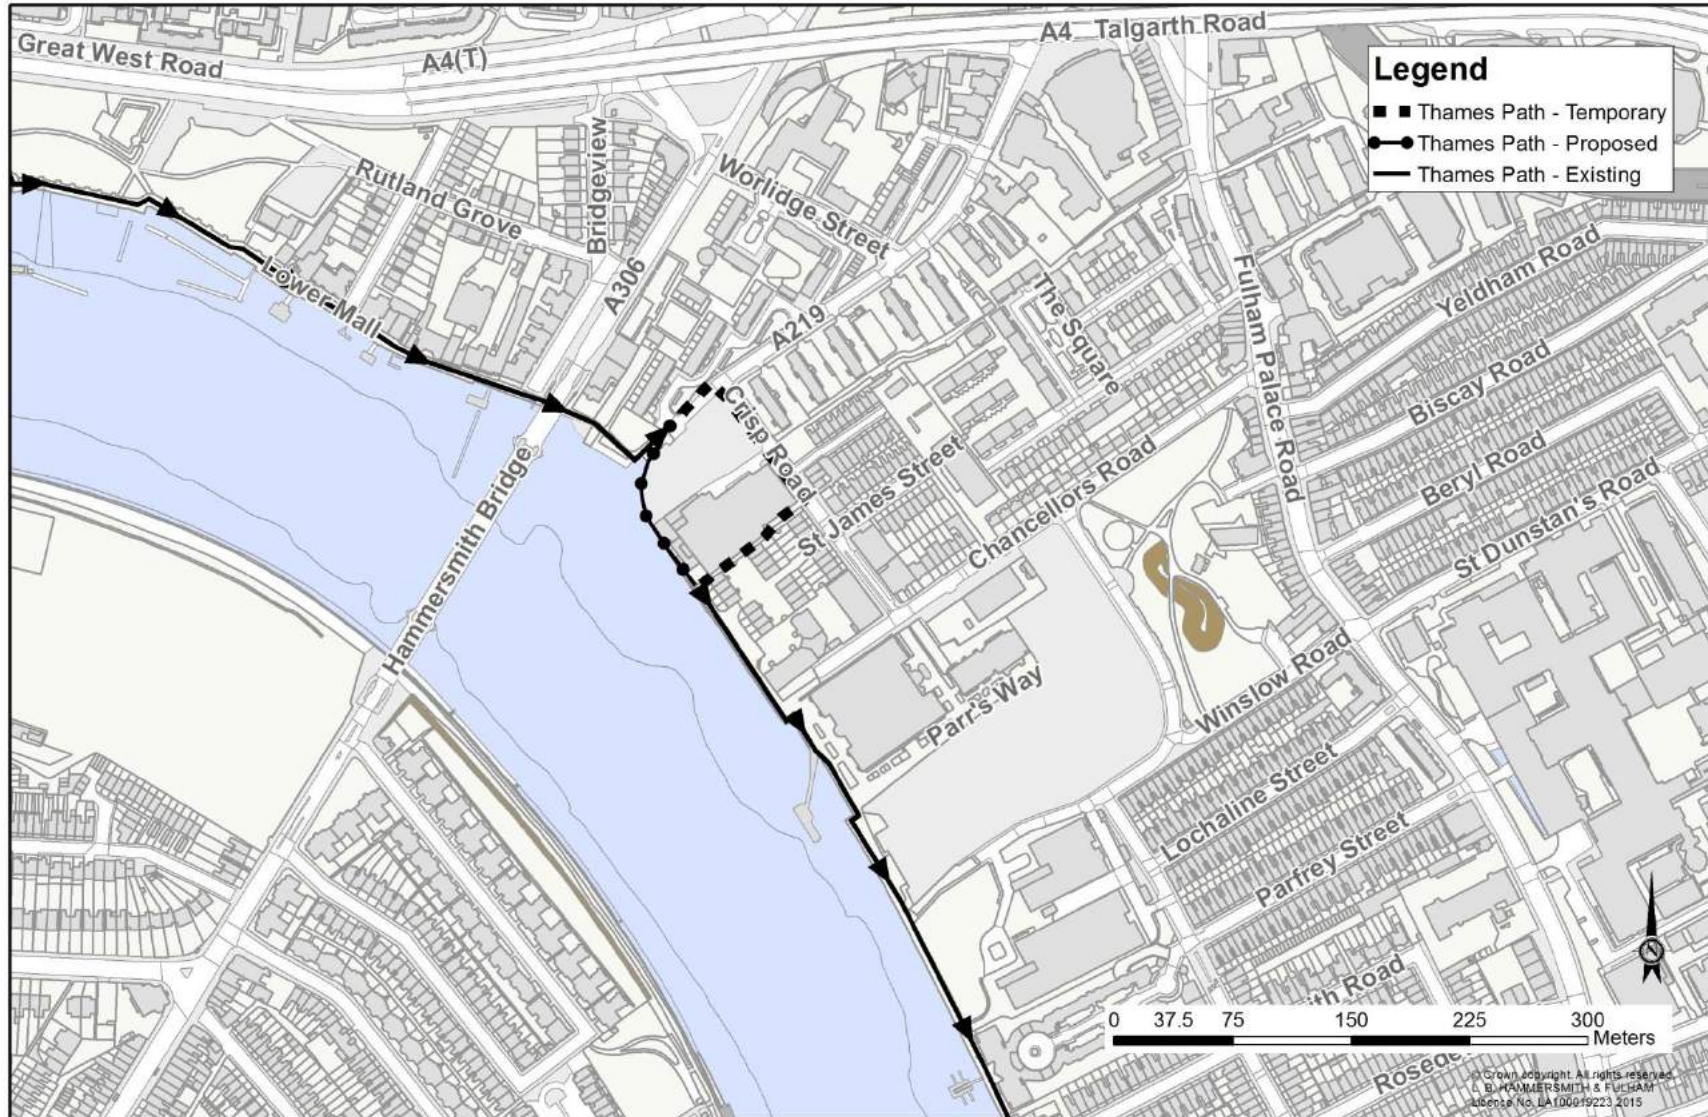 Great West Road
A4(T)
A4 Talgarth Road
Legend
Thames Path - Temporary
Thames Path - Proposed
Thames Path - Existing
Rutland Grove
Bridgeview
Worlidge Street
A306
Lower Mall
A219
The Square
Fulham Palace Road
Yeldham Road
Biscay Road
Beryl Road
St Dunstan's Road
Crisp Road
St James Street
Chancellors Road
Hammersmith Bridge
Parr's Way
Winslow Road
Lochaline Street
Parfrey Street
Road
0 37.5 75 150 225 300
Meters
© Crown copyright. All rights reserved.
L. B. HAMMERSMITH & FULHAM
Licence No. LA100019223 2015